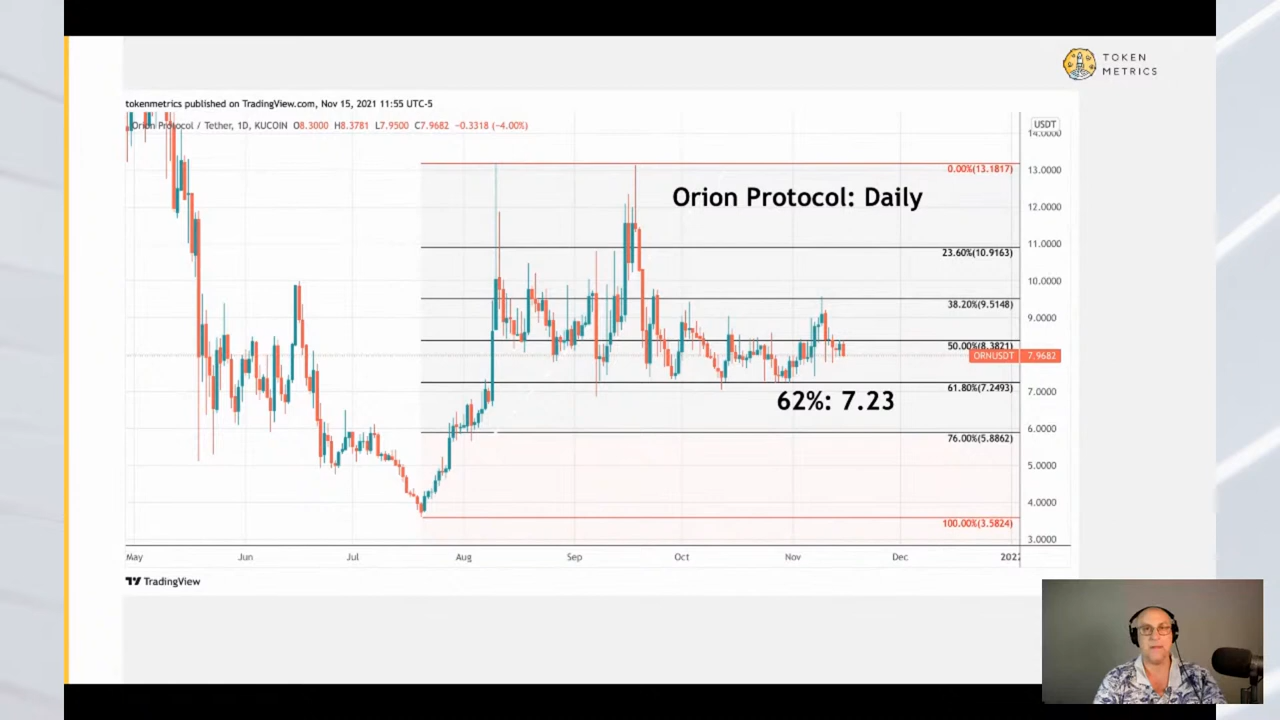 TOKEN
METRICS
tokenmetrics published on TradingView.com, Nov 15, 2021 11:55 UTC-5
Orion Protocol / Tether, 1D, KUCOIN O8.3000 H8.3781 L7.9500 C7.9682 −0.3318 (−4.00%)
USDT
14.0000
0.00%(13.1817)
13.0000
Orion Protocol: Daily
12.0000
11.0000
23.60%(10.9163)
10.0000
38.20%(9.5148)
9.0000
50.00%(8.3821)
ORNUSDT 7.9682
61.80%(7.2493)
7.0000
62%: 7.23
6.0000
76.00%(5.8862)
5.0000
4.0000
100.00%(3.5824)
3.0000
May Jun Jul Aug Sep Oct Nov Dec 2022
TradingView